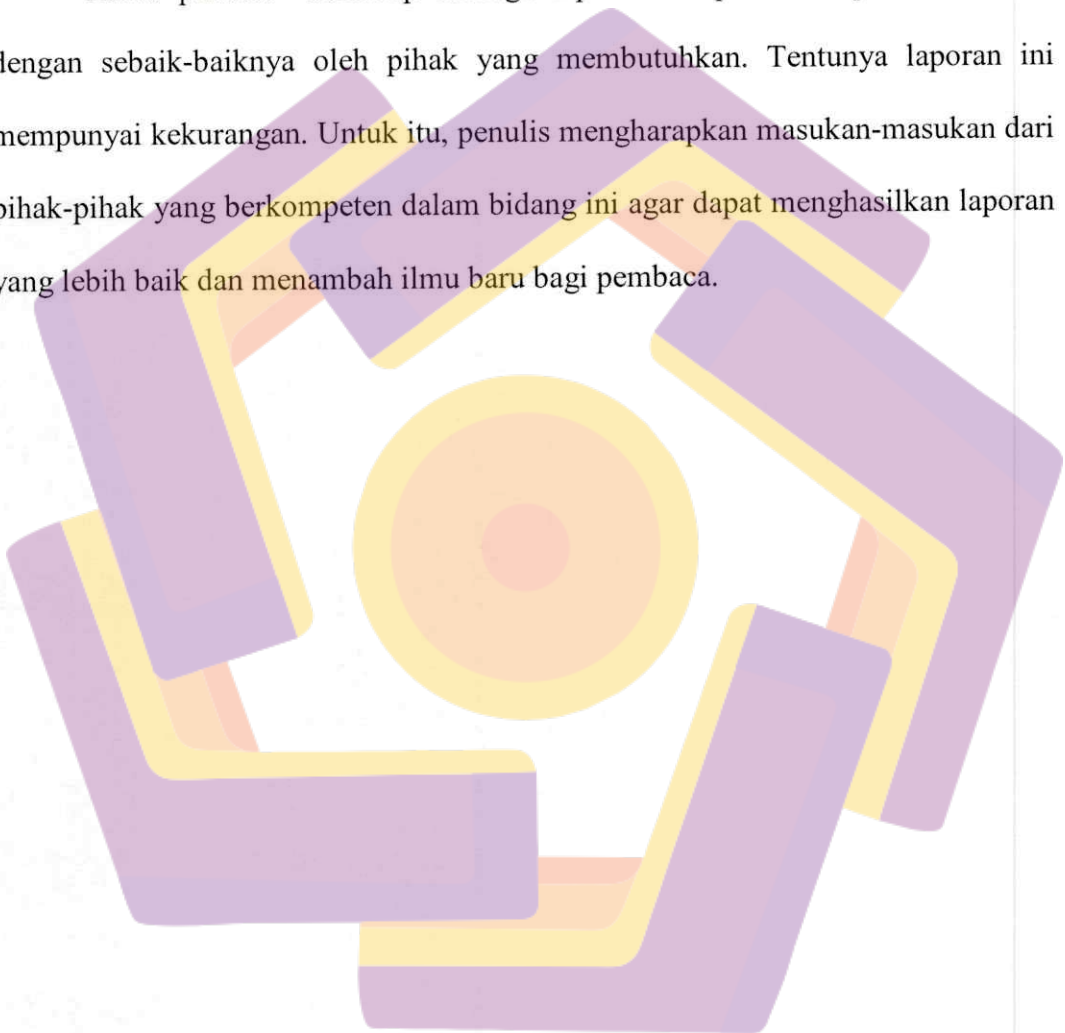 dengan sebaik-baiknya oleh pihak yang membutuhkan. Tentunya laporan ini
mempunyai kekurangan. Untuk itu, penulis mengharapkan masukan-masukan dari
pihak-pihak yang berkompeten dalam bidang ini agar dapat menghasilkan laporan
yang lebih baik dan menambah ilmu baru bagi pembaca.